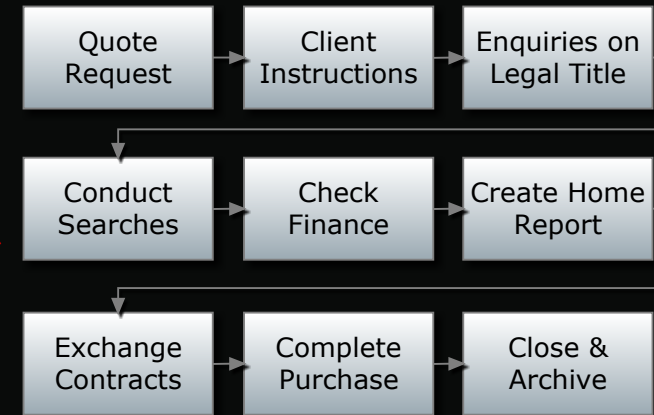 Quote
Request
Client
Instructions
Enquiries on
Legal Title
Conduct
Searches
Check
Finance
Create Home
Report
Exchange
Contracts
Complete
Purchase
Close &
Archive